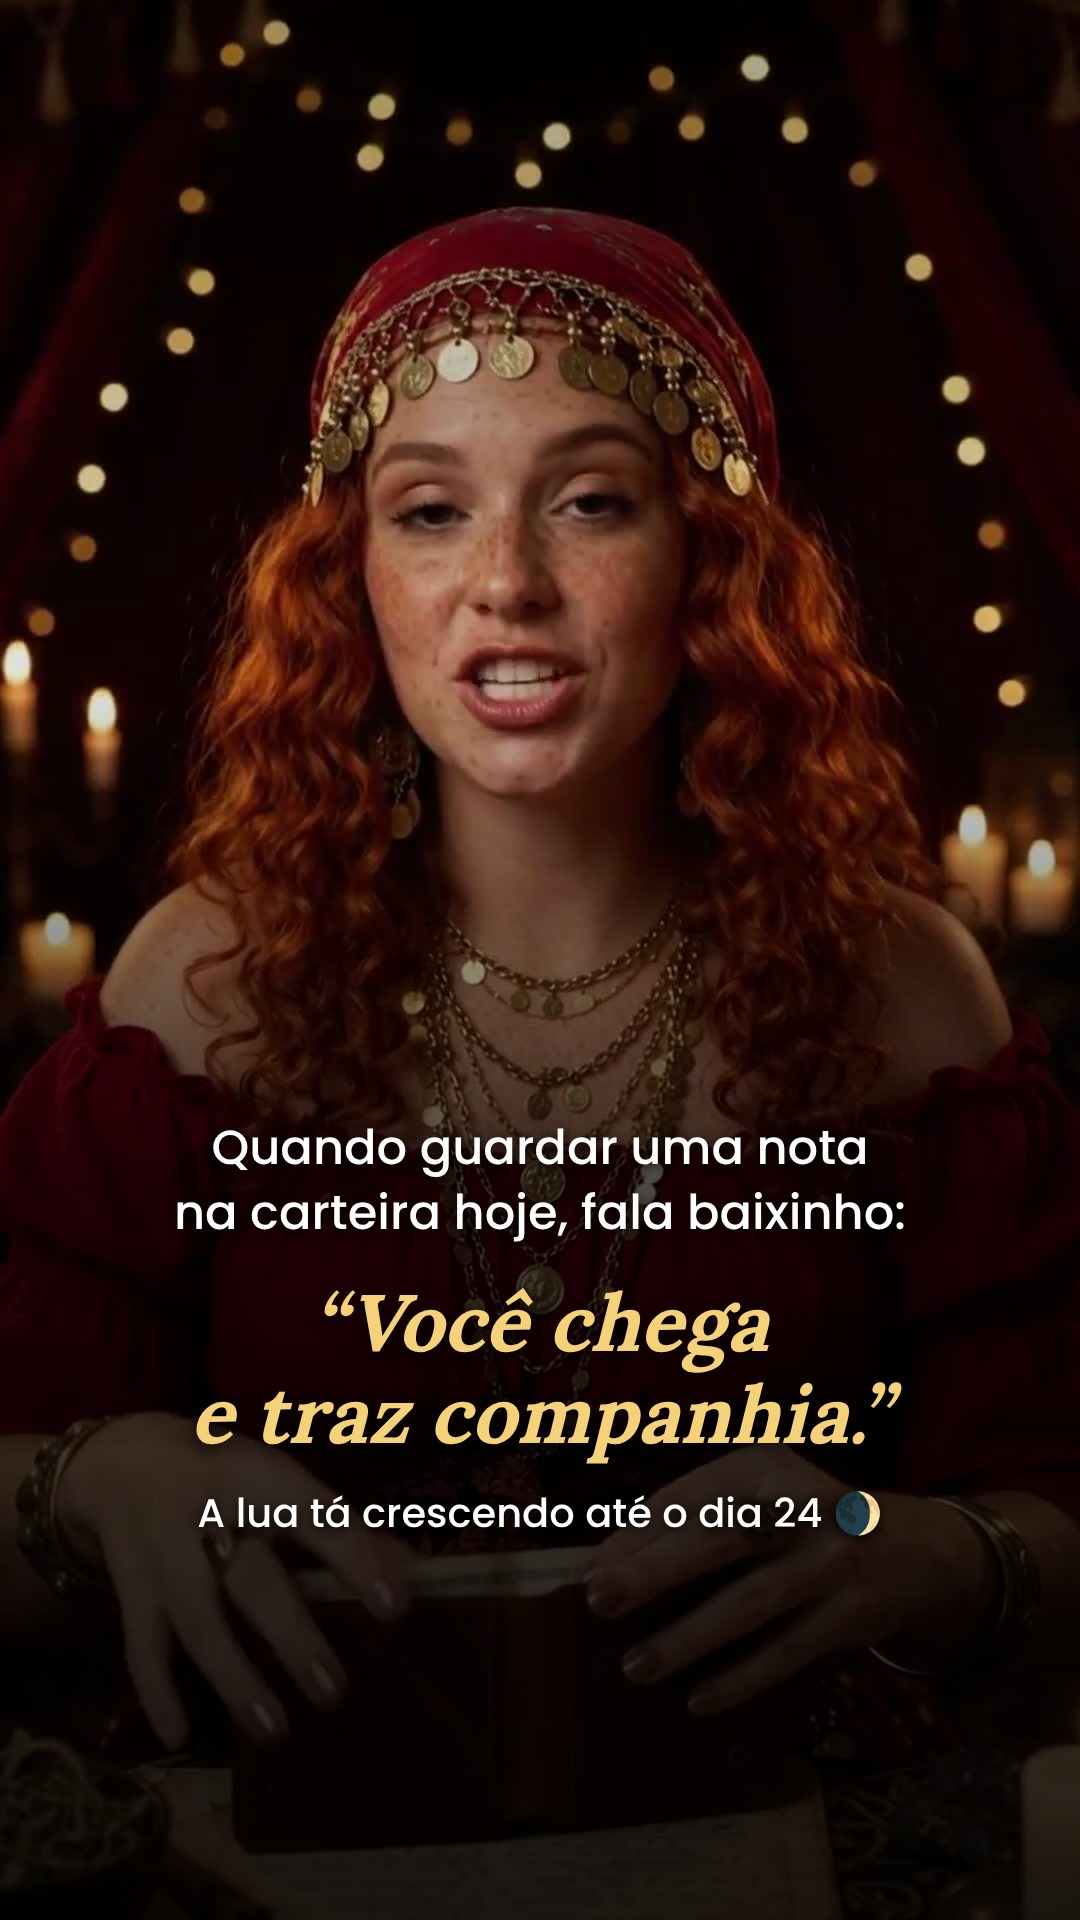 Quando guardar uma nota
na carteira hoje, fala baixinho:
“Você chega
e traz companhia.”
A lua tá crescendo até o dia 24 🌒